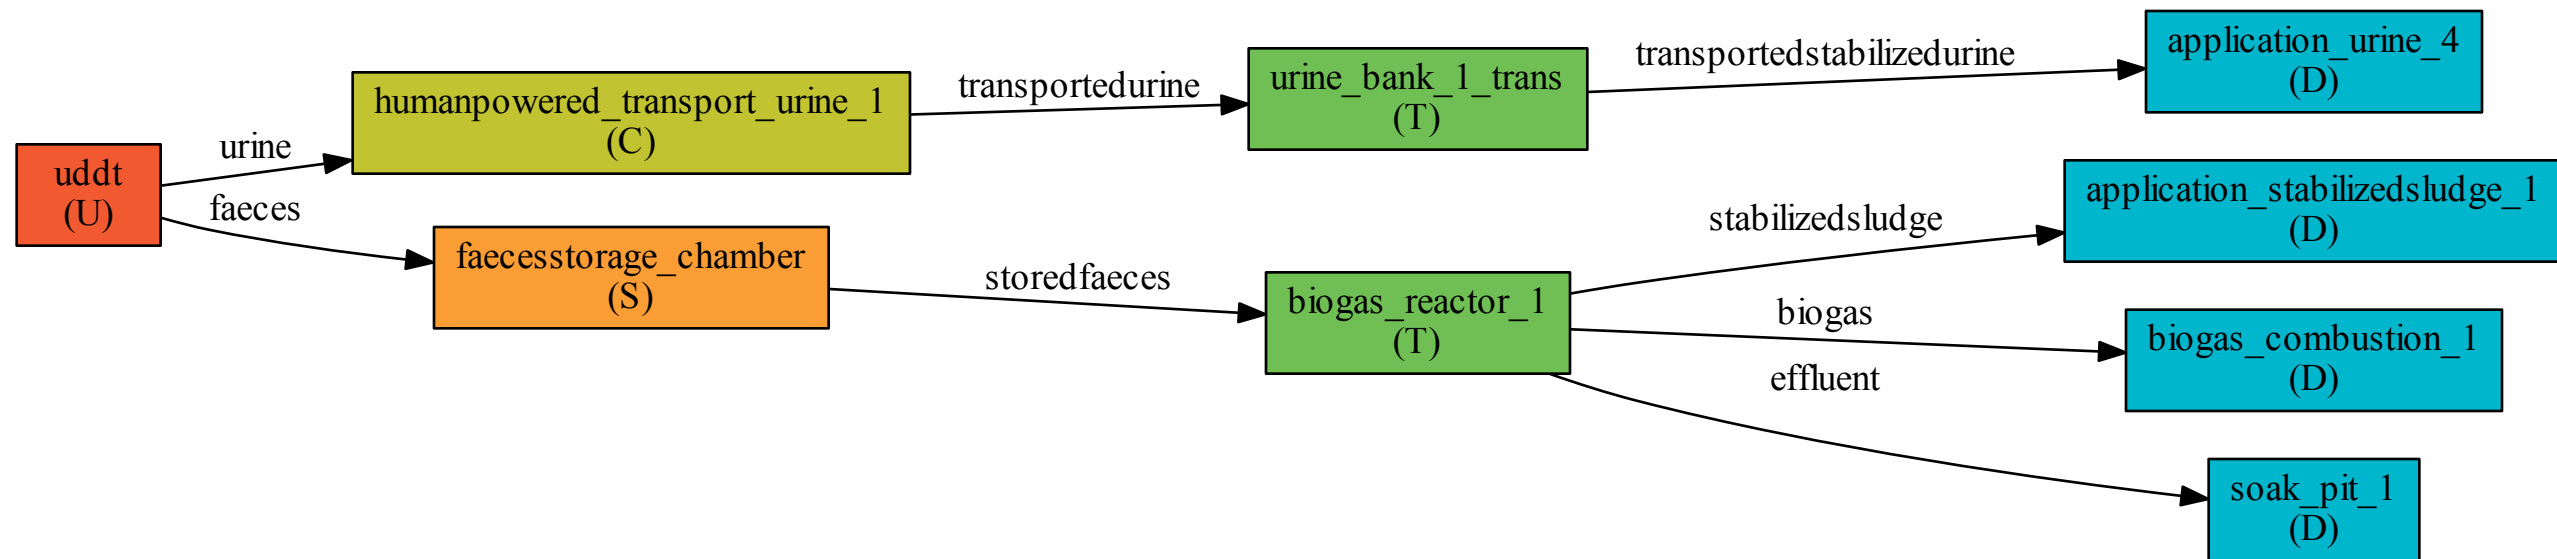 uddt
(U)
urine
faeces
humanpowered_transport_urine_1
(C)
faecesstorage_chamber
(S)
transportedurine
storedfaeces
urine_bank_1_trans
(T)
biogas_reactor_1
(T)
transportedstabilizedurine
stabilizedsludge
biogas
effluent
application_urine_4
(D)
application_stabilizedsludge_1
(D)
biogas_combustion_1
(D)
soak_pit_1
(D)